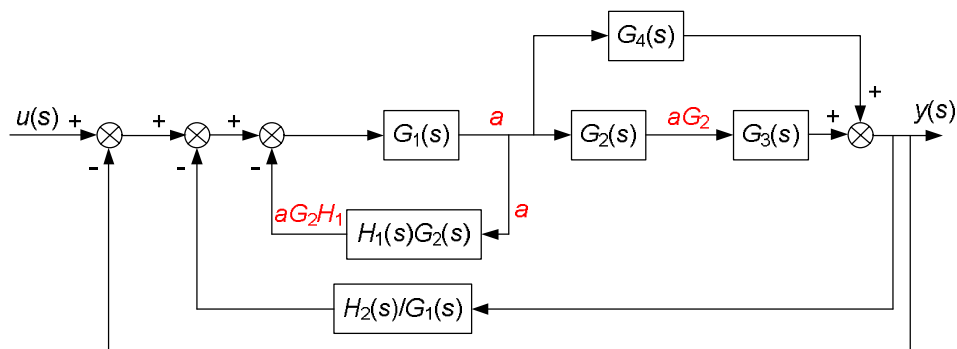 G4(s)
+
u(s) + + + + y(s)
G1(s) a G2(s) aG2 G3(s)
- - -
aG2H1 a
H1(s)G2(s)
H2(s)/G1(s)